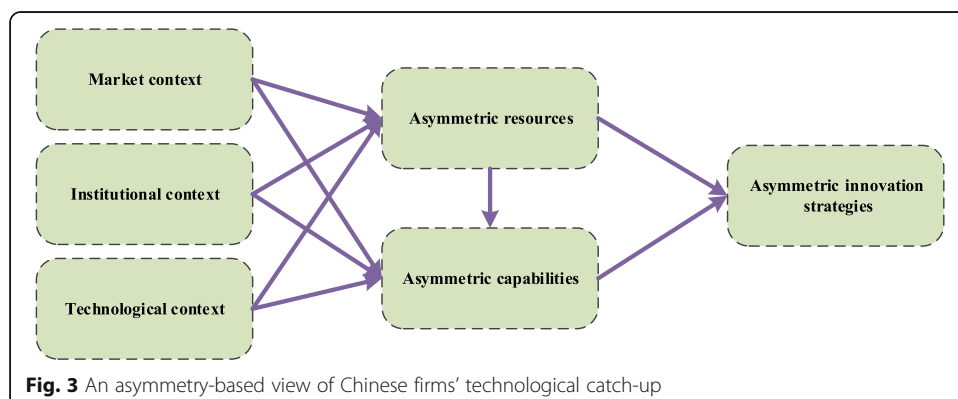 Market context
Institutional context
Technological context
Asymmetric resources
Asymmetric capabilities
Asymmetric innovation
strategies
Fig. 3 An asymmetry-based view of Chinese firms’ technological catch-up